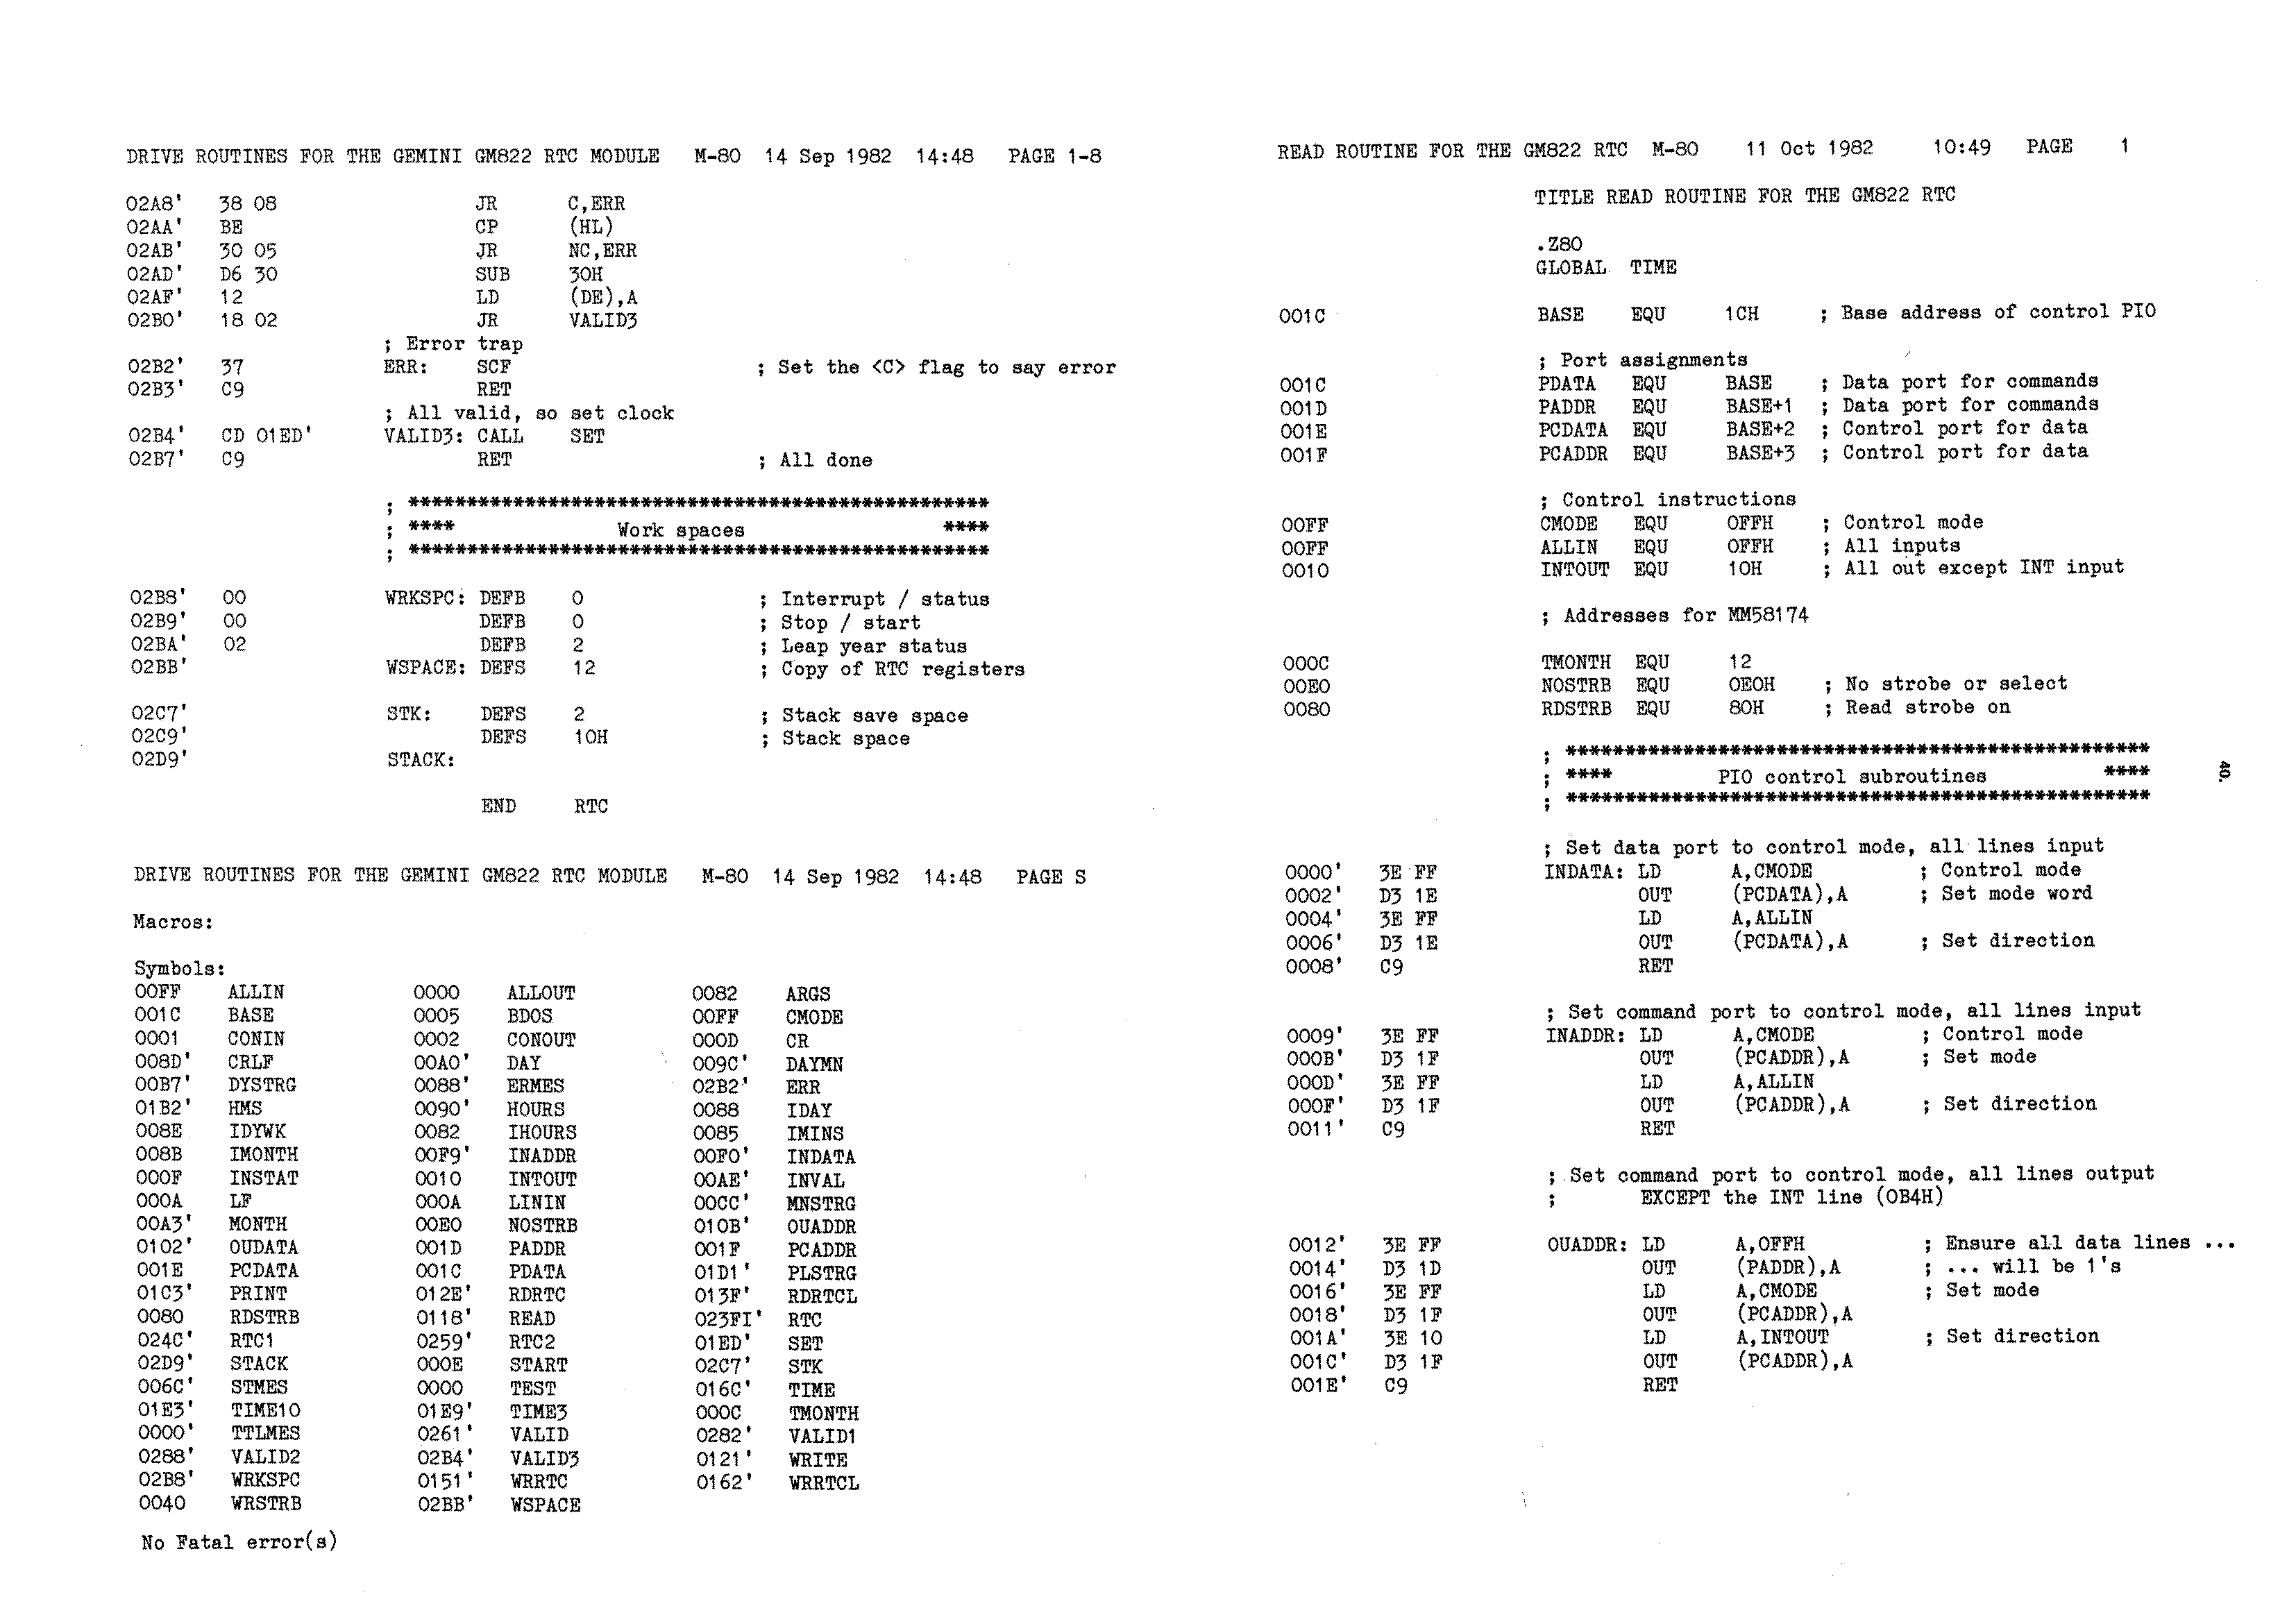 DRIVE ROUTINES FOR THE GEMINI GM822 RTC MODULE   M-80  14 Sep 1982  14:48   PAGE 1-8
02A8'   38 08                 JR      C,ERR
02AA'   BE                    CP      (HL)
02AB'   30 05                 JR      NC,ERR
02AD'   D6 30                 SUB     30H
02AF'   12                    LD      (DE),A
02B0'   18 02                 JR      VALID3
; Error trap
02B2'   37            ERR:    SCF                     ; Set the <C> flag to say error
02B3'   C9                    RET
; All valid, so set clock
02B4'   CD 01ED'      VALID3: CALL    SET
02B7'   C9                    RET                     ; All done
; **************************************************
; ****              Work spaces                 ****
; **************************************************
02B8'   00            WRKSPC: DEFB    0               ; Interrupt / status
02B9'   00                    DEFB    0               ; Stop / start
02BA'   02                    DEFB    2               ; Leap year status
02BB'                 WSPACE: DEFS    12              ; Copy of RTC registers
02C7'                 STK:    DEFS    2               ; Stack save space
02C9'                         DEFS    10H             ; Stack space
02D9'                 STACK:
END     RTC
DRIVE ROUTINES FOR THE GEMINI GM822 RTC MODULE   M-80  14 Sep 1982  14:48   PAGE S
Macros:
Symbols:
00FF    ALLIN           0000    ALLOUT          0082    ARGS
001C    BASE            0005    BDOS            00FF    CMODE
0001    CONIN           0002    CONOUT          000D    CR
008D'   CRLF            00A0'   DAY             009C'   DAYMN
00B7'   DYSTRG          0088'   ERMES           02B2'   ERR
01B2'   HMS             0090'   HOURS           0088    IDAY
008E    IDYWK           0082    IHOURS          0085    IMINS
008B    IMONTH          00F9'   INADDR          00F0'   INDATA
000F    INSTAT          0010    INTOUT          00AE'   INVAL
000A    LF              000A    LININ           00CC'   MNSTRG
00A3'   MONTH           00E0    NOSTRB          010B'   OUADDR
0102'   OUDATA          001D    PADDR           001F    PCADDR
001E    PCDATA          001C    PDATA           01D1'   PLSTRG
01C3'   PRINT           012E'   RDRTC           013F'   RDRTCL
0080    RDSTRB          0118'   READ            023FI'  RTC
024C'   RTC1            0259'   RTC2            01ED'   SET
02D9'   STACK           000E    START           02C7'   STK
006C'   STMES           0000    TEST            016C'   TIME
01E3'   TIME10          01E9'   TIME3           000C    TMONTH
0000'   TTLMES          0261'   VALID           0282'   VALID1
0288'   VALID2          02B4'   VALID3          0121'   WRITE
02B8'   WRKSPC          0151'   WRRTC           0162'   WRRTCL
0040    WRSTRB          02BB'   WSPACE
No Fatal error(s)
READ ROUTINE FOR THE GM822 RTC  M-80    11 Oct 1982     10:49   PAGE    1
TITLE READ ROUTINE FOR THE GM822 RTC
.Z80
GLOBAL  TIME
001C                  BASE    EQU     1CH     ; Base address of control PIO
; Port assignments
001C                  PDATA   EQU     BASE    ; Data port for commands
001D                  PADDR   EQU     BASE+1  ; Data port for commands
001E                  PCDATA  EQU     BASE+2  ; Control port for data
001F                  PCADDR  EQU     BASE+3  ; Control port for data
; Control instructions
00FF                  CMODE   EQU     0FFH    ; Control mode
00FF                  ALLIN   EQU     0FFH    ; All inputs
0010                  INTOUT  EQU     10H     ; All out except INT input
; Addresses for MM58174
000C                  TMONTH  EQU     12
00E0                  NOSTRB  EQU     0E0H    ; No strobe or select
0080                  RDSTRB  EQU     80H     ; Read strobe on
; **************************************************
; ****         PIO control subroutines          ****
; **************************************************
40.
; Set data port to control mode, all lines input
0000'   3E FF         INDATA: LD      A,CMODE         ; Control mode
0002'   D3 1E                 OUT     (PCDATA),A      ; Set mode word
0004'   3E FF                 LD      A,ALLIN
0006'   D3 1E                 OUT     (PCDATA),A      ; Set direction
0008'   C9                    RET
; Set command port to control mode, all lines input
0009'   3E FF         INADDR: LD      A,CMODE         ; Control mode
000B'   D3 1F                 OUT     (PCADDR),A      ; Set mode
000D'   3E FF                 LD      A,ALLIN
000F'   D3 1F                 OUT     (PCADDR),A      ; Set direction
0011'   C9                    RET
; Set command port to control mode, all lines output
;       EXCEPT the INT line (0B4H)
0012'   3E FF         OUADDR: LD      A,0FFH          ; Ensure all data lines ...
0014'   D3 1D                 OUT     (PADDR),A       ; ... will be 1's
0016'   3E FF                 LD      A,CMODE         ; Set mode
0018'   D3 1F                 OUT     (PCADDR),A
001A'   3E 10                 LD      A,INTOUT        ; Set direction
001C'   D3 1F                 OUT     (PCADDR),A
001E'   C9                    RET